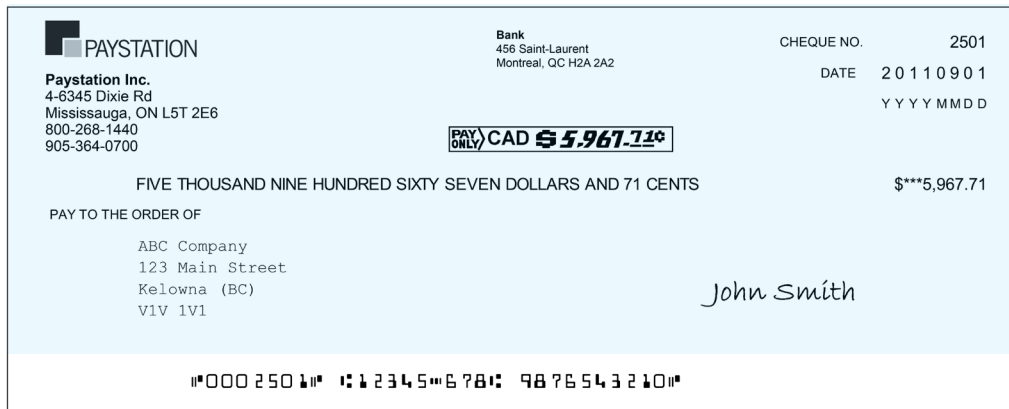 PAYSTATION
Paystation Inc.
4-6345 Dixie Rd
Mississauga, ON L5T 2E6
800-268-1440
905-364-0700
Bank
456 Saint-Laurent
Montreal, QC H2A 2A2
CHEQUE NO. 2501
DATE 20110901
YYYYMMDD
PAY ONLY CAD $5,967.71¢
FIVE THOUSAND NINE HUNDRED SIXTY SEVEN DOLLARS AND 71 CENTS $***5,967.71
PAY TO THE ORDER OF
ABC Company
123 Main Street
Kelowna (BC)
V1V 1V1
John Smith
⑈0002501⑈ ⑆12345⑉678⑆ 9876543210⑈